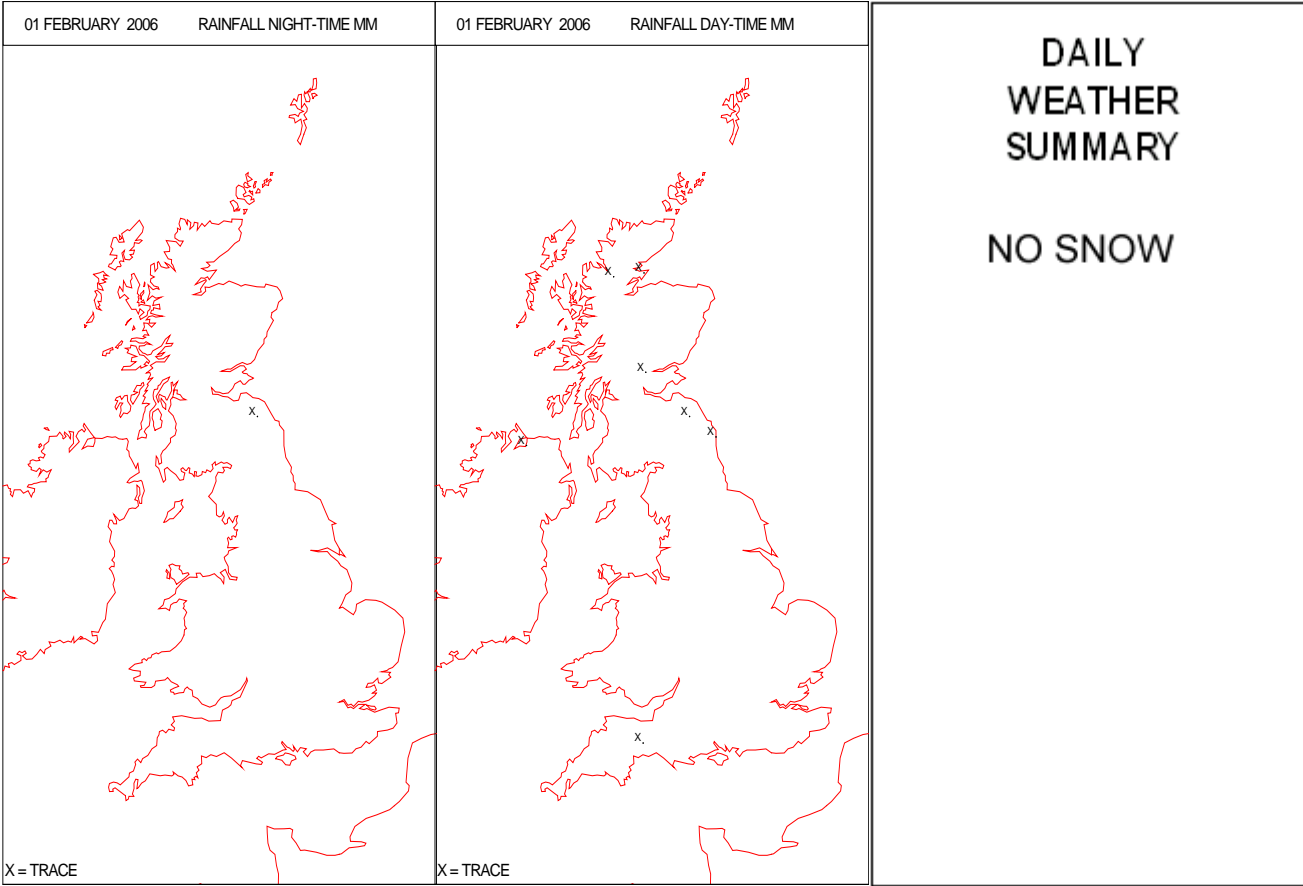 01 FEBRUARY 2006 RAINFALL NIGHT-TIME MM
X.
X = TRACE
01 FEBRUARY 2006 RAINFALL DAY-TIME MM
X. X.
X.
X.
X.
X.
X.
X = TRACE
DAILY
WEATHER
SUMMARY
NO SNOW